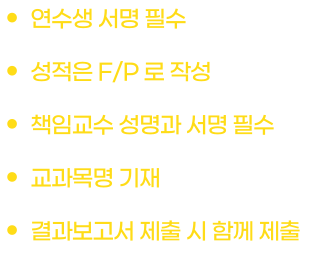 • 연수생 서명 필수
• 성적은 F/P 로 작성
• 책임교수 성명과 서명 필수
• 교과목명 기재
• 결과보고서 제출 시 함께 제출